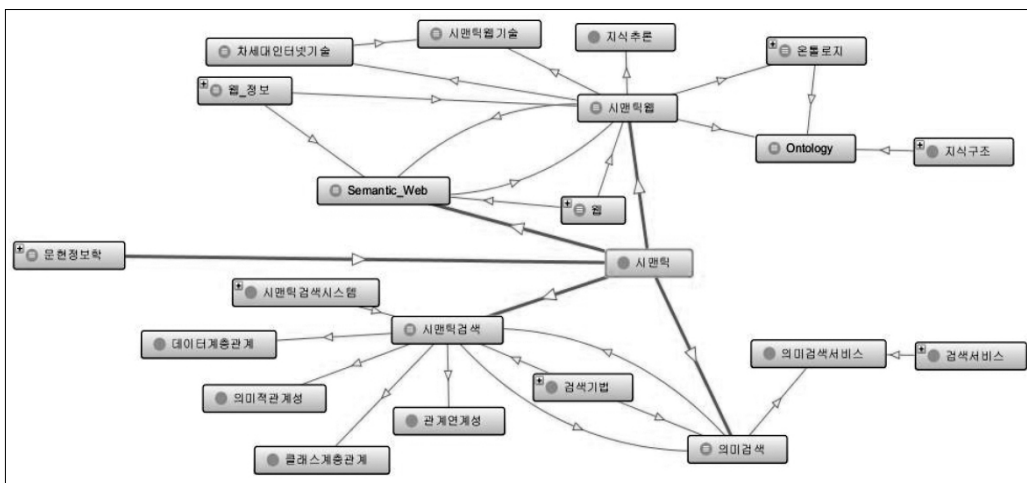 시맨틱웹기술
지식추론
차세대인터넷기술
온톨로지
웹_정보
시맨틱웹
Ontology
지식구조
Semantic_Web
웹
문헌정보학
시맨틱
시맨틱검색시스템
시맨틱검색
데이터계층관계
의미검색서비스
검색서비스
검색기법
의미적관계성
관계연계성
의미검색
클래스계층관계